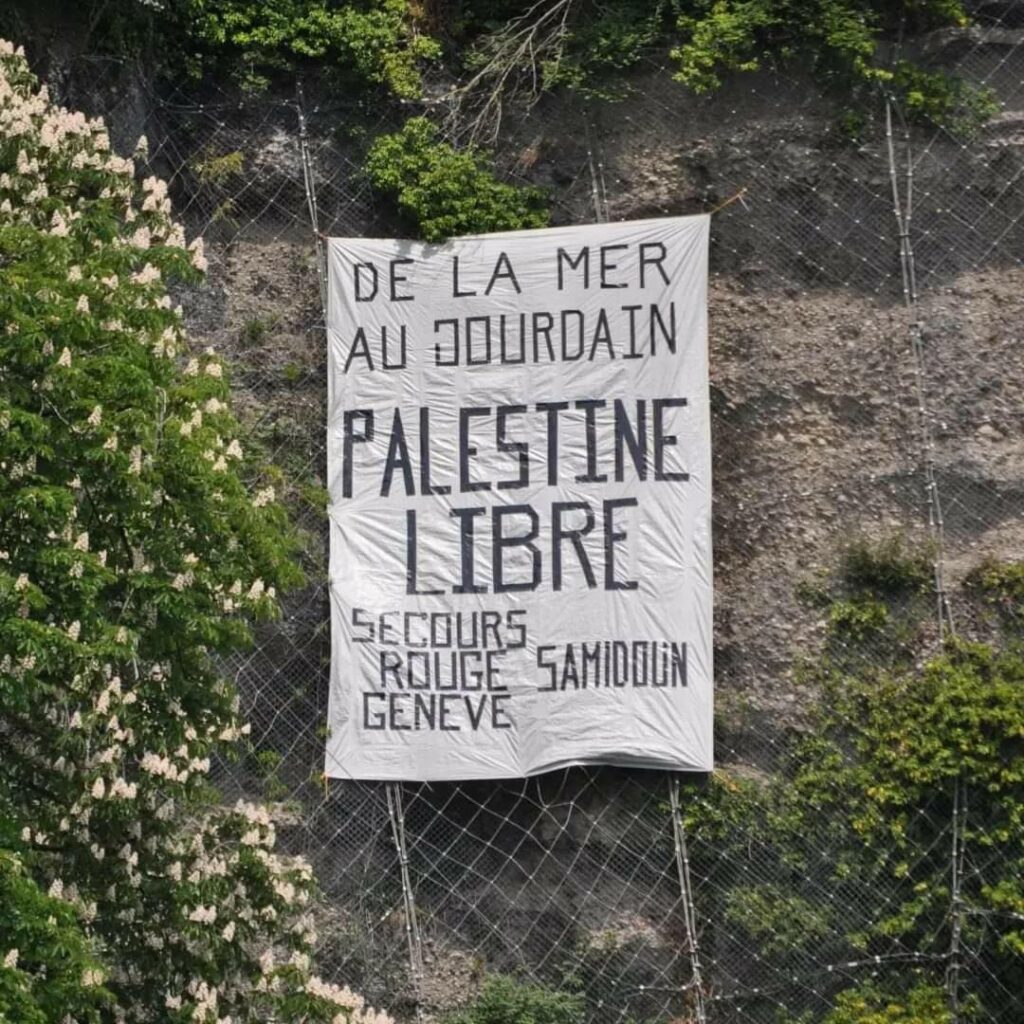 DE LA MER
AU JOURDAIN
PALESTINE
LIBRE
SECOURS
ROUGE SAMIDOUN
GENEVE